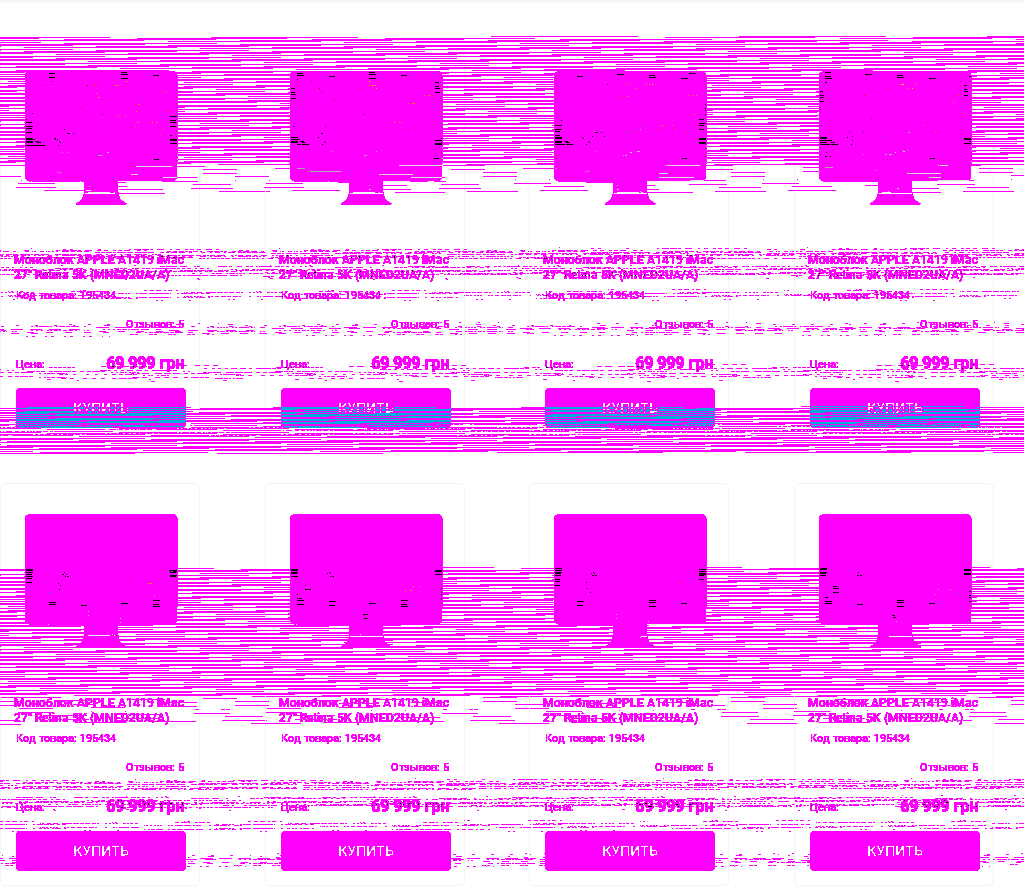 Моноблок APPLE A1419 iMac Моноблок APPLE A1419 iMac Моноблок APPLE A1419 iMac Моноблок APPLE A1419 iMac
27" Retina 5K (MNED2UA/A) 27" Retina 5K (MNED2UA/A) 27" Retina 5K (MNED2UA/A) 27" Retina 5K (MNED2UA/A)
Код товара: 195434 Код товара: 195434 Код товара: 195434 Код товара: 195434
Отзывов: 5 Отзывов: 5 Отзывов: 5 Отзывов: 5
Цена: 69 999 грн Цена: 69 999 грн Цена: 69 999 грн Цена: 69 999 грн
КУПИТЬ КУПИТЬ КУПИТЬ КУПИТЬ
Моноблок APPLE A1419 iMac Моноблок APPLE A1419 iMac Моноблок APPLE A1419 iMac Моноблок APPLE A1419 iMac
27" Retina 5K (MNED2UA/A) 27" Retina 5K (MNED2UA/A) 27" Retina 5K (MNED2UA/A) 27" Retina 5K (MNED2UA/A)
Код товара: 195434 Код товара: 195434 Код товара: 195434 Код товара: 195434
Отзывов: 5 Отзывов: 5 Отзывов: 5 Отзывов: 5
Цена: 69 999 грн Цена: 69 999 грн Цена: 69 999 грн Цена: 69 999 грн
КУПИТЬ КУПИТЬ КУПИТЬ КУПИТЬ